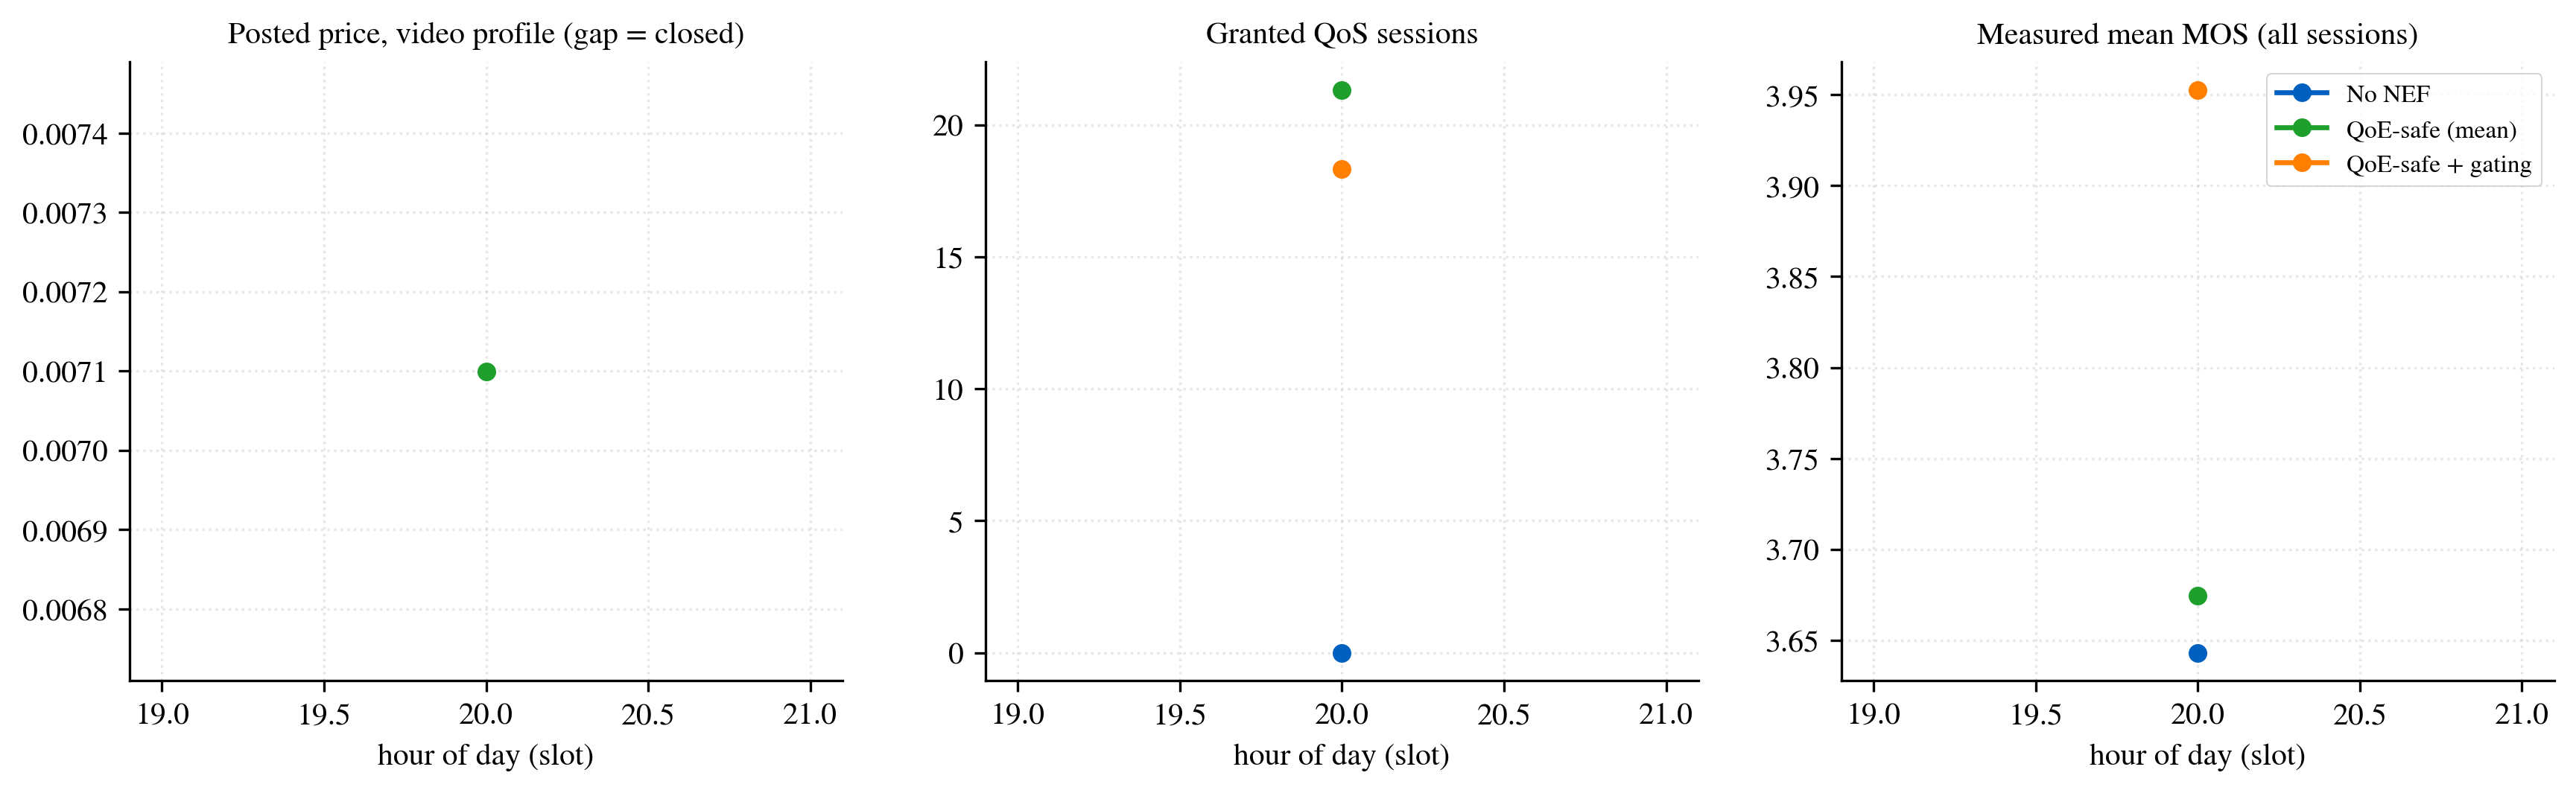 Posted price, video profile (gap = closed)
0.0074
0.0073
0.0072
0.0071
0.0070
0.0069
0.0068
19.0 19.5 20.0 20.5 21.0
hour of day (slot)
Granted QoS sessions
20
15
10
5
0
19.0 19.5 20.0 20.5 21.0
hour of day (slot)
Measured mean MOS (all sessions)
3.95
3.90
3.85
3.80
3.75
3.70
3.65
19.0 19.5 20.0 20.5 21.0
hour of day (slot)
No NEF
QoE-safe (mean)
QoE-safe + gating